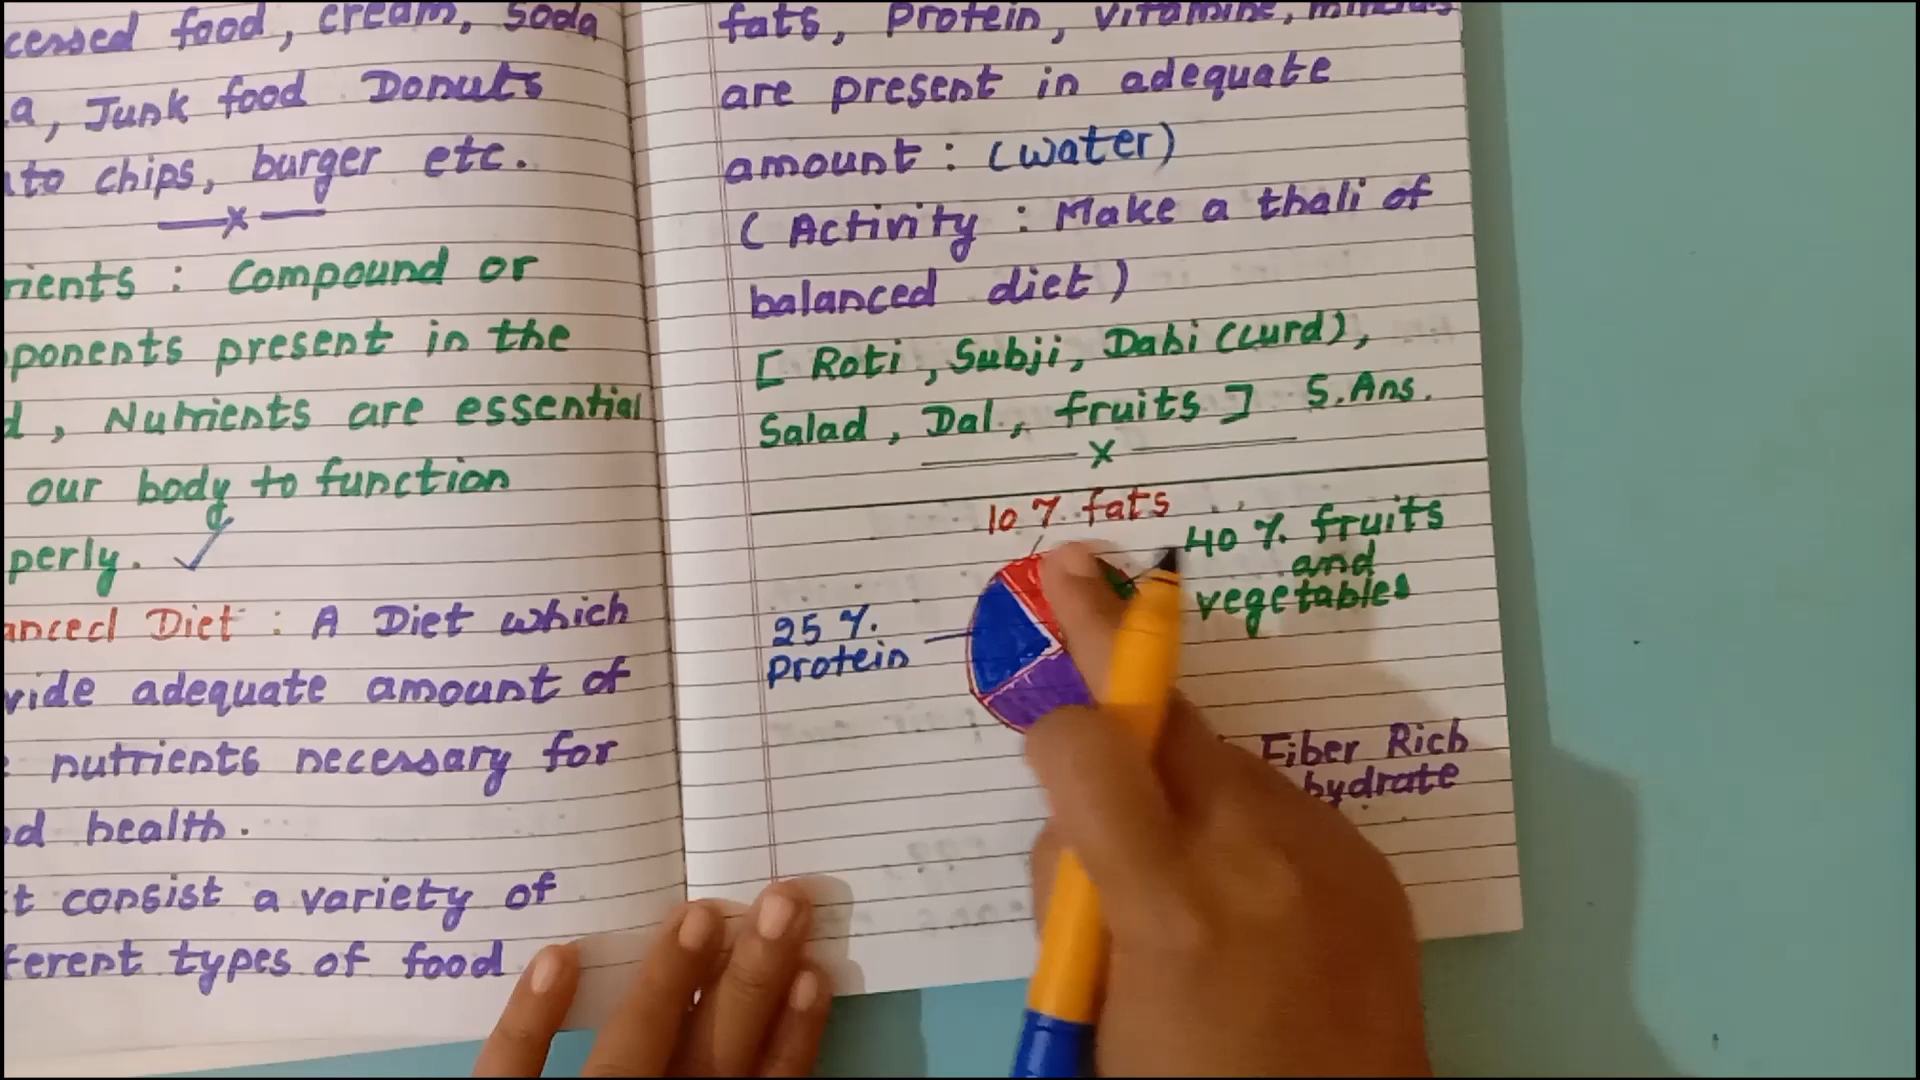 cessed food, cream, soda
a, Junk food Donuts
to chips, burger etc.
x
rients : Compound or
ponents present in the
d, Nutrients are essential
our body to function
perly.
anced Diet : A Diet which
vide adequate amount of
nutrients necessary for
d health.
t consist a variety of
ferent types of food
fats, Protein, Vitamine,
are present in adequate
amount : (water)
( Activity : Make a thali of
balanced diet )
[ Roti, Subji, Dahi (Curd),
Salad, Dal, fruits ] S.Ans.
x
10 % fats
40 % fruits
and
vegetables
25 %
Protein
Fiber Rich
hydrate